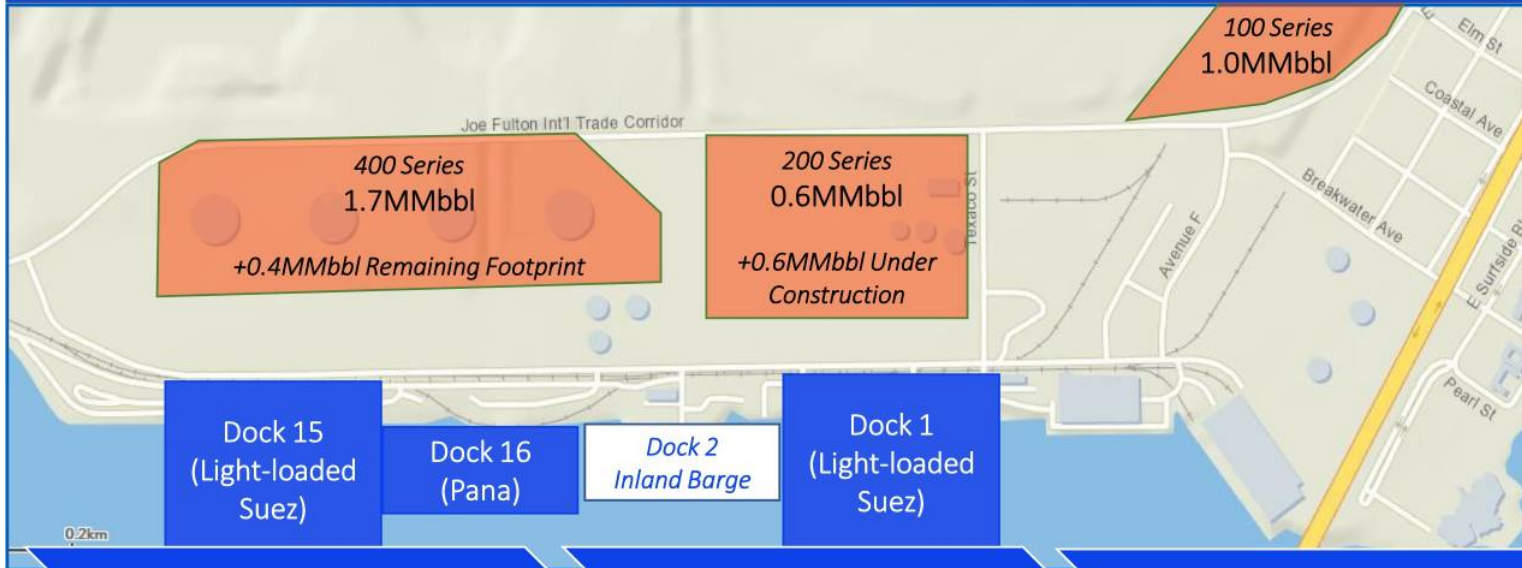 100 Series
1.0MMbbl
Elm St
Coastal Ave
Joe Fulton Int'l Trade Corridor
400 Series
1.7MMbbl
+0.4MMbbl Remaining Footprint
200 Series
0.6MMbbl
+0.6MMbbl Under
Construction
Texaco St
Avenue F
Breakwater Ave
E Surfside Bl
Pearl St
Dock 15
(Light-loaded
Suez)
Dock 16
(Pana)
Dock 2
Inland Barge
Dock 1
(Light-loaded
Suez)
0.2km